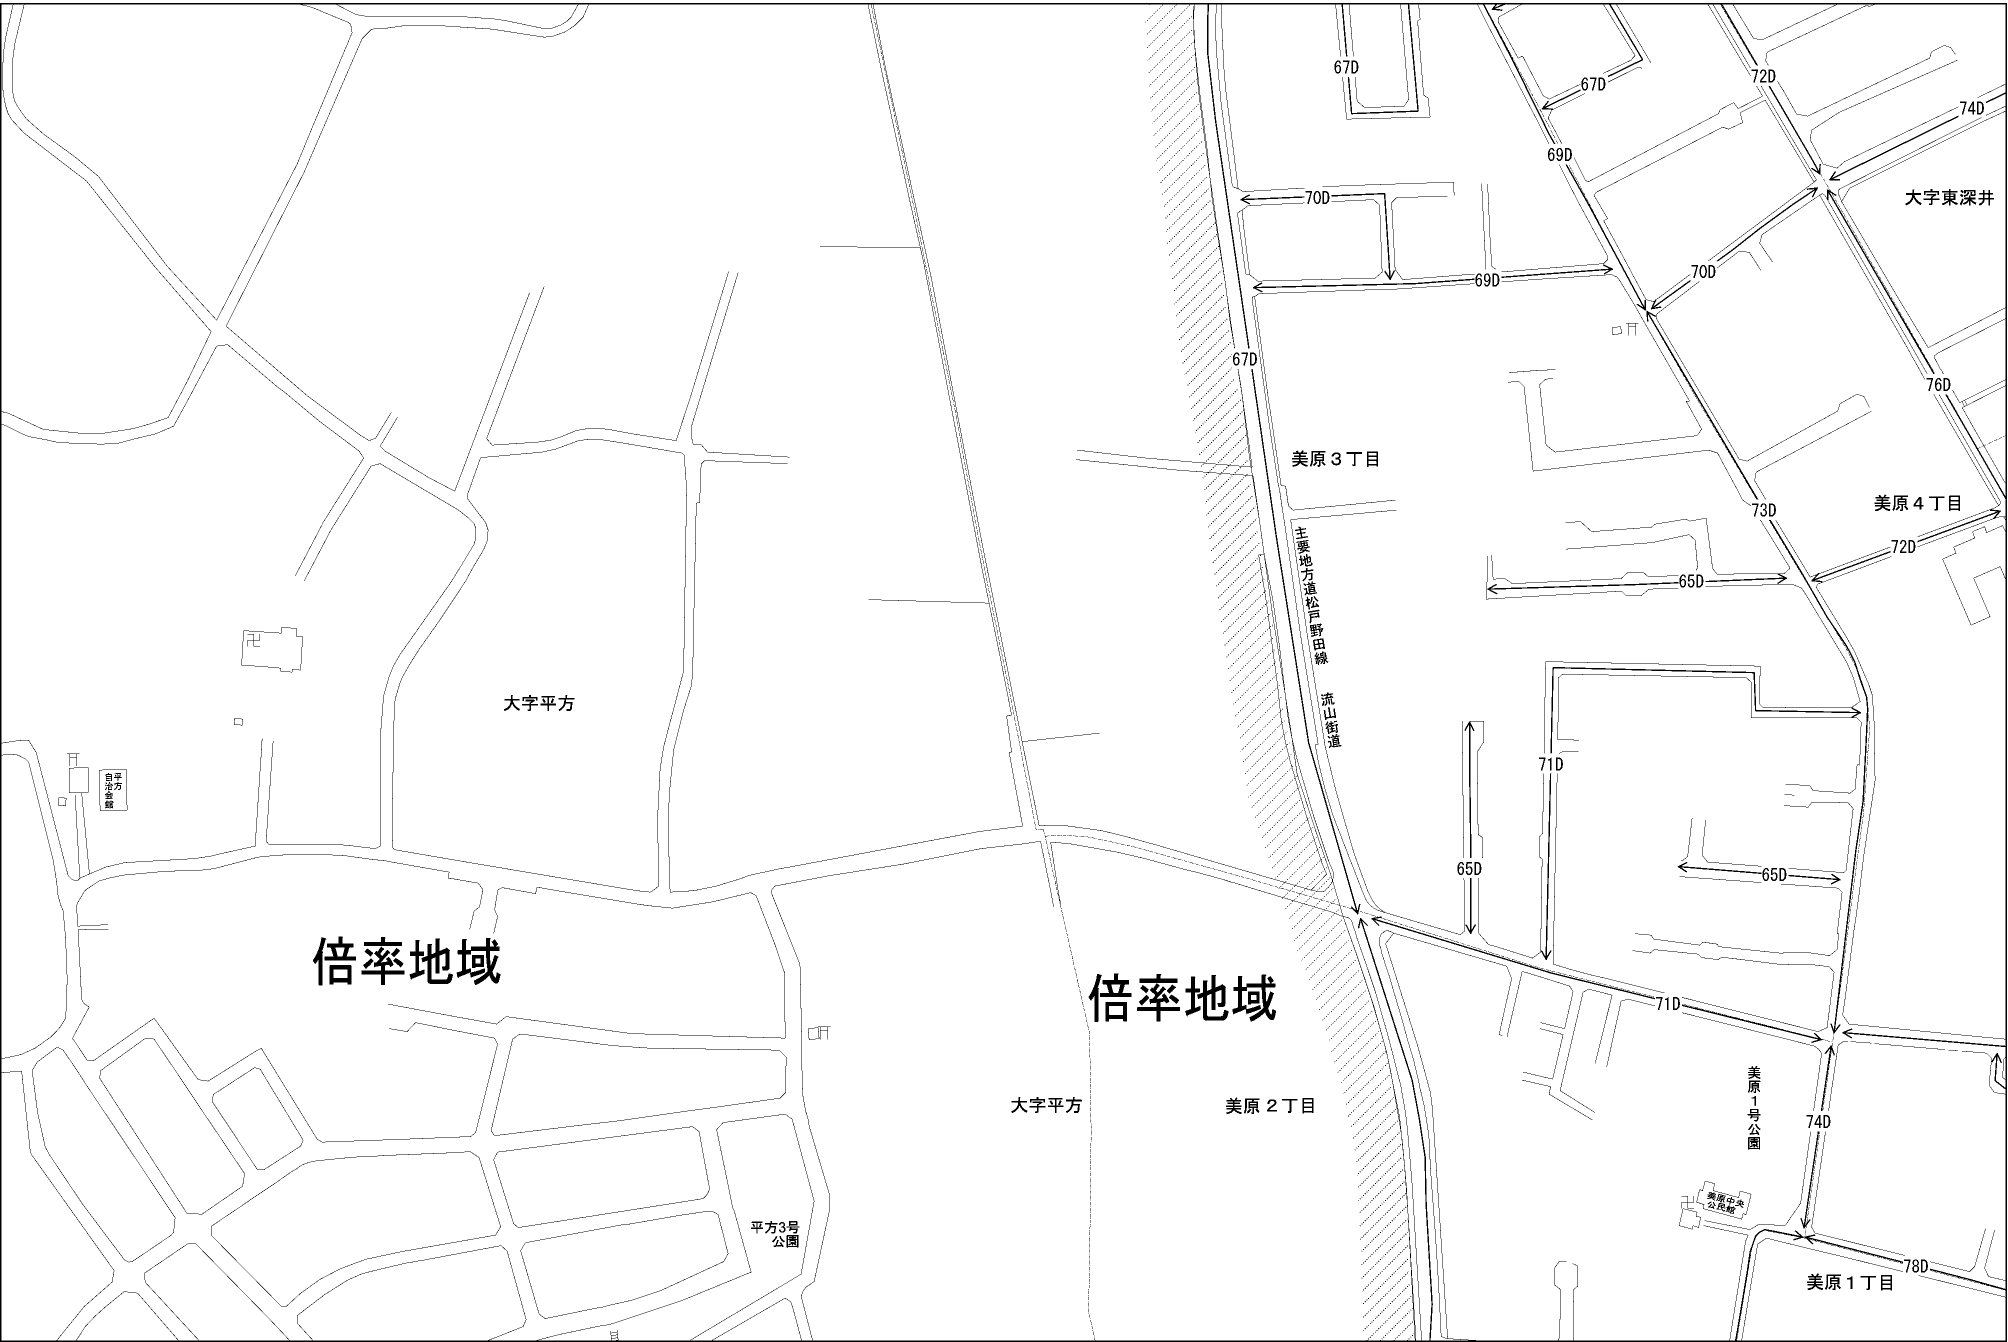 67D
67D
72D
74D
69D
70D
大字東深井
70D
69D
67D
76D
美原３丁目
美原４丁目
73D
72D
65D
主要地方道松戸野田線　流山街道
大字平方
71D
平方
自治会館
65D
65D
倍率地域
倍率地域
71D
大字平方
美原２丁目
美原１号公園
74D
美原中央
公民館
平方3号
公園
78D
美原１丁目